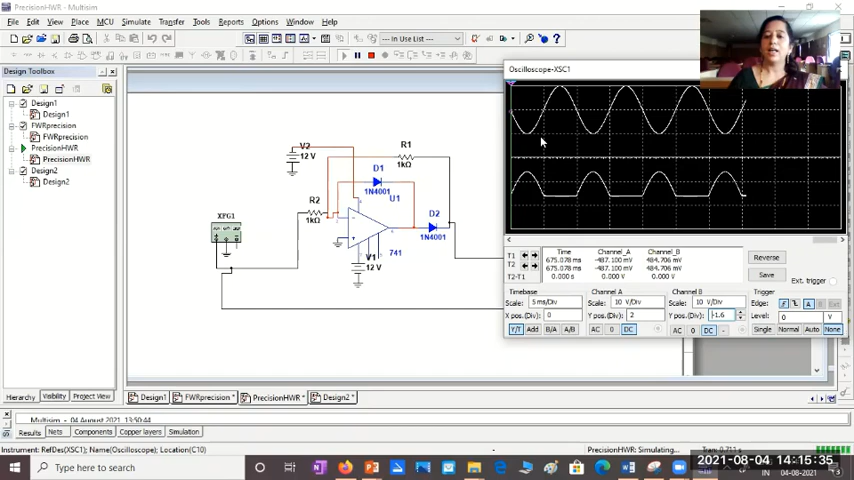 PrecisionHWR - Multisim
File Edit View Place MCU Simulate Transfer Tools Reports Options Window Help
--- In Use List ---
Design Toolbox
Design1
Design1
FWRprecision
FWRprecision
PrecisionHWR
PrecisionHWR
Design2
Design2
Hierarchy Visibility Project View
V2
12 V
R1
1kΩ
D1
1N4001
U1
R2
1kΩ
XFG1
D2
1N4001
741
V1
12 V
Oscilloscope-XSC1
Time Channel_A Channel_B
T1 675.078 ms -487.100 mV 484.706 mV
T2 675.078 ms -487.100 mV 484.706 mV
T2-T1 0.000 s 0.000 V 0.000 V
Reverse
Save
Ext. trigger
Timebase Channel A Channel B Trigger
Scale: 5 ms/Div Scale: 10 V/Div Scale: 10 V/Div Edge: A B Ext
X pos.(Div): 0 Y pos.(Div): 2 Y pos.(Div): -1.6 Level: 0 V
Y/T Add B/A A/B AC 0 DC AC 0 DC - Single Normal Auto None
Design1 FWRprecision * PrecisionHWR * Design2 *
Multisim - 04 August 2021, 13:50:44
Results Nets Components Copper layers Simulation
Instrument: RefDes(XSC1); Name(Oscilloscope); Location(C10)
PrecisionHWR: Simulating...
Tran: 0.711 s
Type here to search
2021-08-04 14:15:35
IN 04-08-2021